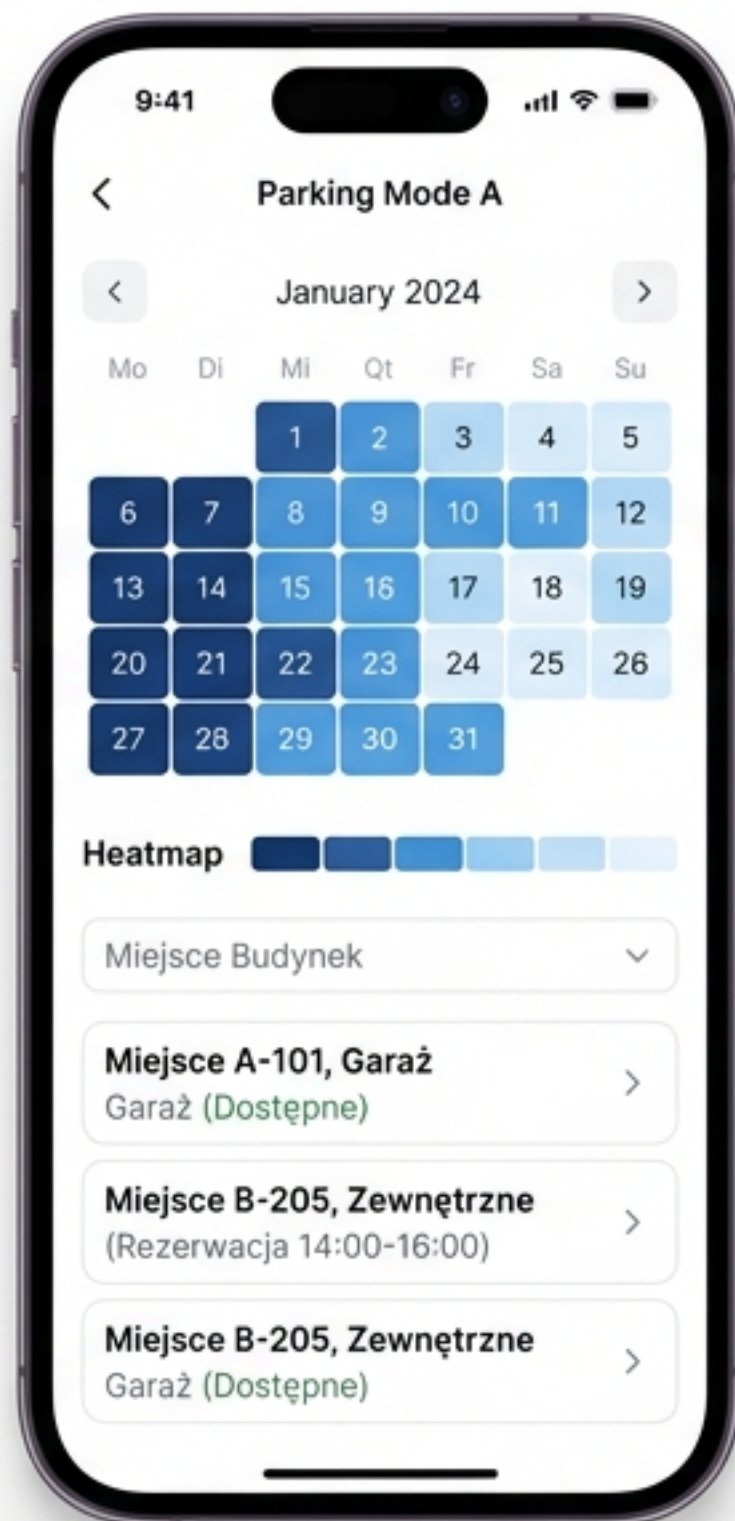 9:41
Parking Mode A
January 2024
Mo Di Mi Qt Fr Sa Su
1 2 3 4 5
6 7 8 9 10 11 12
13 14 15 16 17 18 19
20 21 22 23 24 25 26
27 28 29 30 31
Heatmap
Miejsce Budynek
Miejsce A-101, Garaż
Garaż (Dostępne)
Miejsce B-205, Zewnętrzne
(Rezerwacja 14:00-16:00)
Miejsce B-205, Zewnętrzne
Garaż (Dostępne)